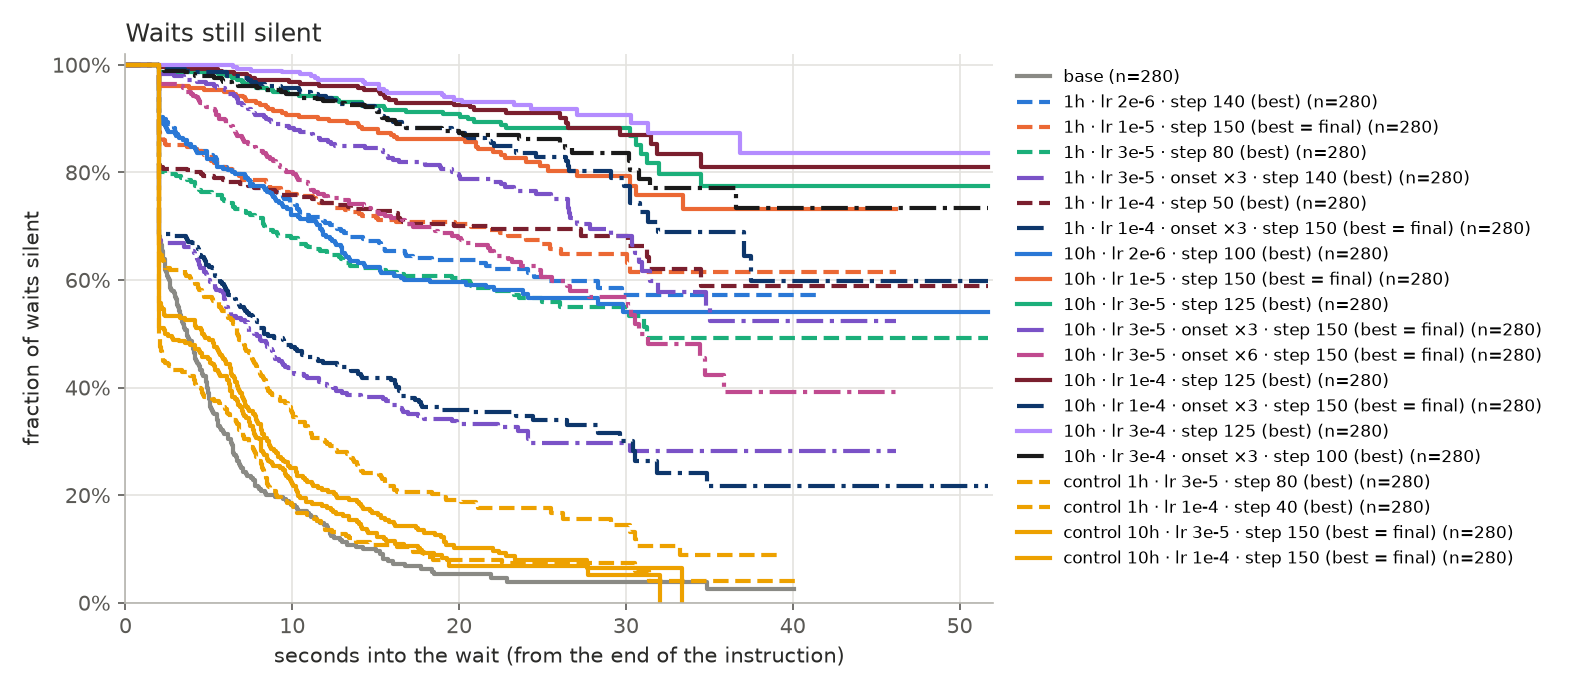 Waits still silent
100%
80%
60%
40%
20%
0%
0
10
20
30
40
50
fraction of waits silent
seconds into the wait (from the end of the instruction)
base (n=280)
1h · lr 2e-6 · step 140 (best) (n=280)
1h · lr 1e-5 · step 150 (best = final) (n=280)
1h · lr 3e-5 · step 80 (best) (n=280)
1h · lr 3e-5 · onset ×3 · step 140 (best) (n=280)
1h · lr 1e-4 · step 50 (best) (n=280)
1h · lr 1e-4 · onset ×3 · step 150 (best = final) (n=280)
10h · lr 2e-6 · step 100 (best) (n=280)
10h · lr 1e-5 · step 150 (best = final) (n=280)
10h · lr 3e-5 · step 125 (best) (n=280)
10h · lr 3e-5 · onset ×3 · step 150 (best = final) (n=280)
10h · lr 3e-5 · onset ×6 · step 150 (best = final) (n=280)
10h · lr 1e-4 · step 125 (best) (n=280)
10h · lr 1e-4 · onset ×3 · step 150 (best = final) (n=280)
10h · lr 3e-4 · step 125 (best) (n=280)
10h · lr 3e-4 · onset ×3 · step 100 (best) (n=280)
control 1h · lr 3e-5 · step 80 (best) (n=280)
control 1h · lr 1e-4 · step 40 (best) (n=280)
control 10h · lr 3e-5 · step 150 (best = final) (n=280)
control 10h · lr 1e-4 · step 150 (best = final) (n=280)